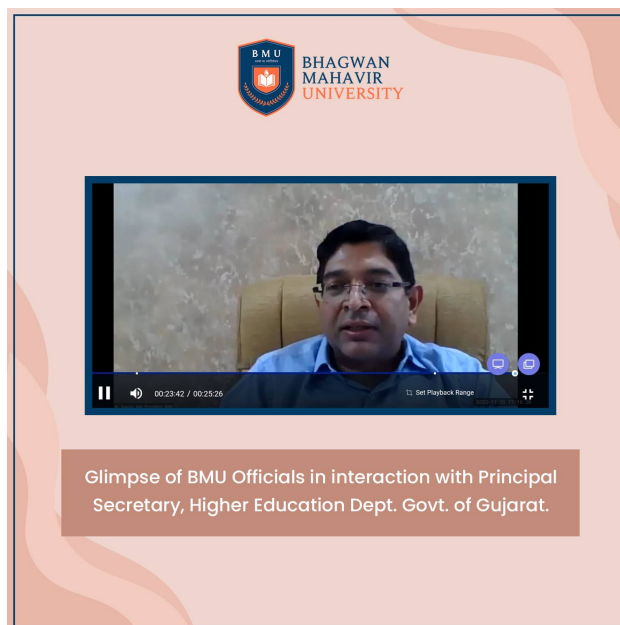 BMU
BHAGWAN
MAHAVIR
UNIVERSITY
00:23:42 / 00:25:26
Set Playback Range
Glimpse of BMU Officials in interaction with Principal
Secretary, Higher Education Dept. Govt. of Gujarat.